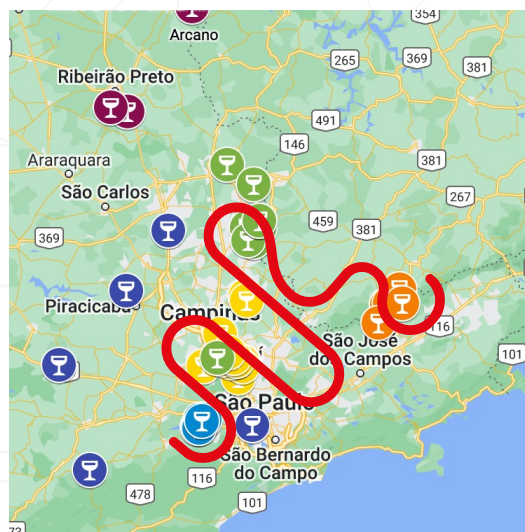 354
Arcano
265
369
381
Ribeirão Preto
491
146
Araraquara
381
São Carlos
267
459
381
369
Piracicaba
Campinas
116
São José
dos Campos
101
São Paulo
São Bernardo
do Campo
116
478
101
73